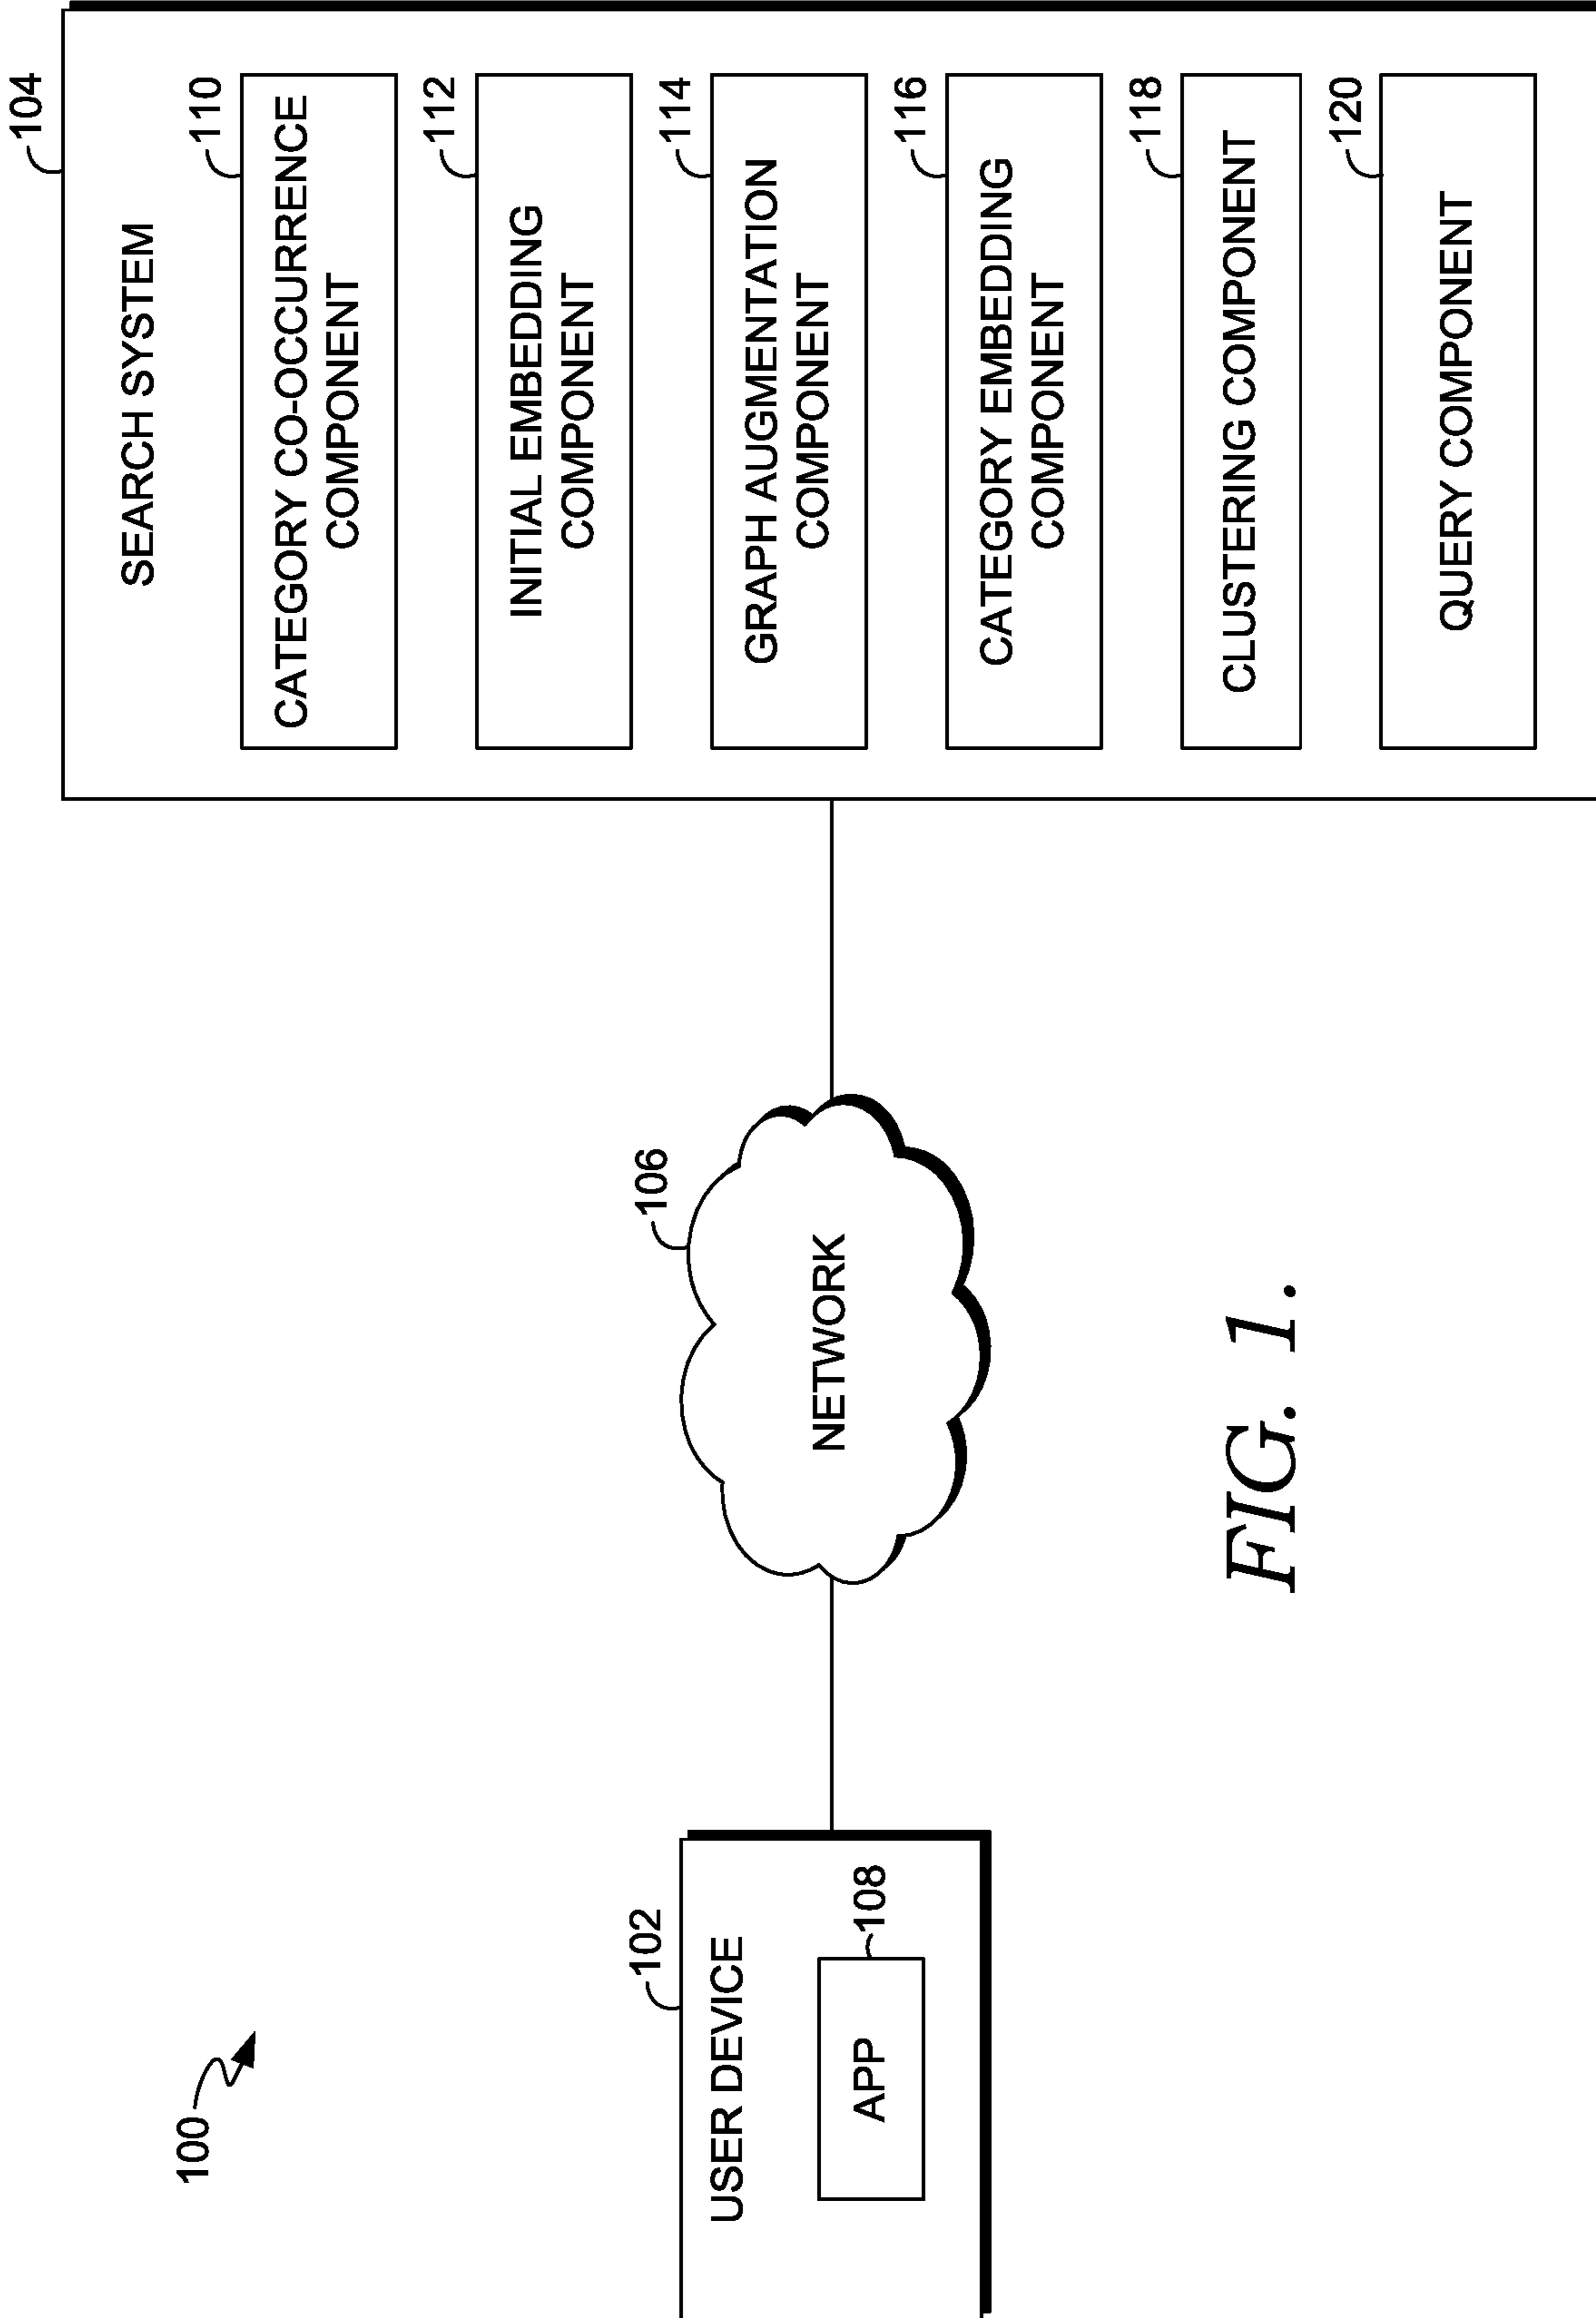 100
102
USER DEVICE
APP
108
106
NETWORK
104
SEARCH SYSTEM
110
CATEGORY CO-OCCURRENCE
COMPONENT
112
INITIAL EMBEDDING
COMPONENT
114
GRAPH AUGMENTATION
COMPONENT
116
CATEGORY EMBEDDING
COMPONENT
118
CLUSTERING COMPONENT
120
QUERY COMPONENT
FIG. 1.